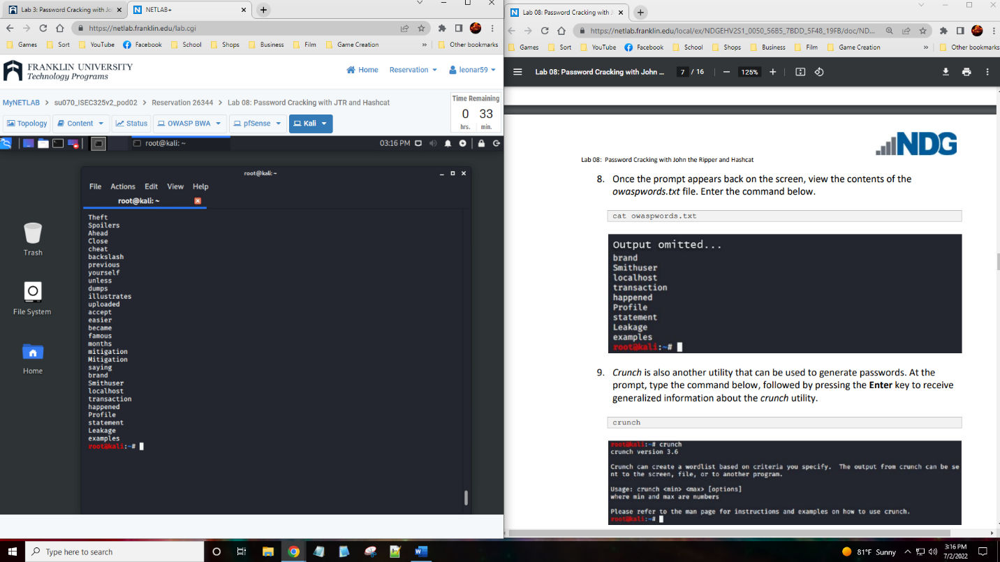 Lab 3: Password Cracking with Jo
NETLAB+
https://netlab.franklin.edu/lab.cgi
Games
Sort
YouTube
Facebook
School
Shops
Business
Film
Game Creation
»
Other bookmarks
FRANKLIN UNIVERSITY
Technology Programs
Home
Reservation
leonar59
MyNETLAB > su070_ISEC325v2_pod02 > Reservation 26344 > Lab 08: Password Cracking with JTR and Hashcat
Time Remaining
0 33
hrs. min.
Topology
Content
Status
OWASP BWA
pfSense
Kali
root@kali: ~
03:16 PM
root@kali: ~
File Actions Edit View Help
root@kali: ~
Theft
Spoilers
Ahead
Close
cheat
backslash
previous
yourself
unless
dumps
illustrates
uploaded
accept
easier
became
famous
months
mitigation
Mitigation
saying
brand
Smithuser
localhost
transaction
happened
Profile
statement
Leakage
examples
root@kali:~#
Trash
File System
Home
Lab 08: Password Cracking with J
https://netlab.franklin.edu/local/ex/NDGEHV2S1_0050_56B5_7BDD_5F48_19FB/doc/ND...
Games
Sort
YouTube
Facebook
School
Shops
Business
Film
Game Creation
»
Other bookmarks
Lab 08: Password Cracking with John ...
7 / 16
125%
NDG
Lab 08: Password Cracking with John the Ripper and Hashcat
8. Once the prompt appears back on the screen, view the contents of the
owaspwords.txt file. Enter the command below.
cat owaspwords.txt
Output omitted...
brand
Smithuser
localhost
transaction
happened
Profile
statement
Leakage
examples
root@kali:~#
9. Crunch is also another utility that can be used to generate passwords. At the
prompt, type the command below, followed by pressing the Enter key to receive
generalized information about the crunch utility.
crunch
root@kali:~# crunch
crunch version 3.6
Crunch can create a wordlist based on criteria you specify. The output from crunch can be se
nt to the screen, file, or to another program.
Usage: crunch <min> <max> [options]
where min and max are numbers
Please refer to the man page for instructions and examples on how to use crunch.
root@kali:~#
Type here to search
81°F Sunny
3:16 PM
7/2/2022